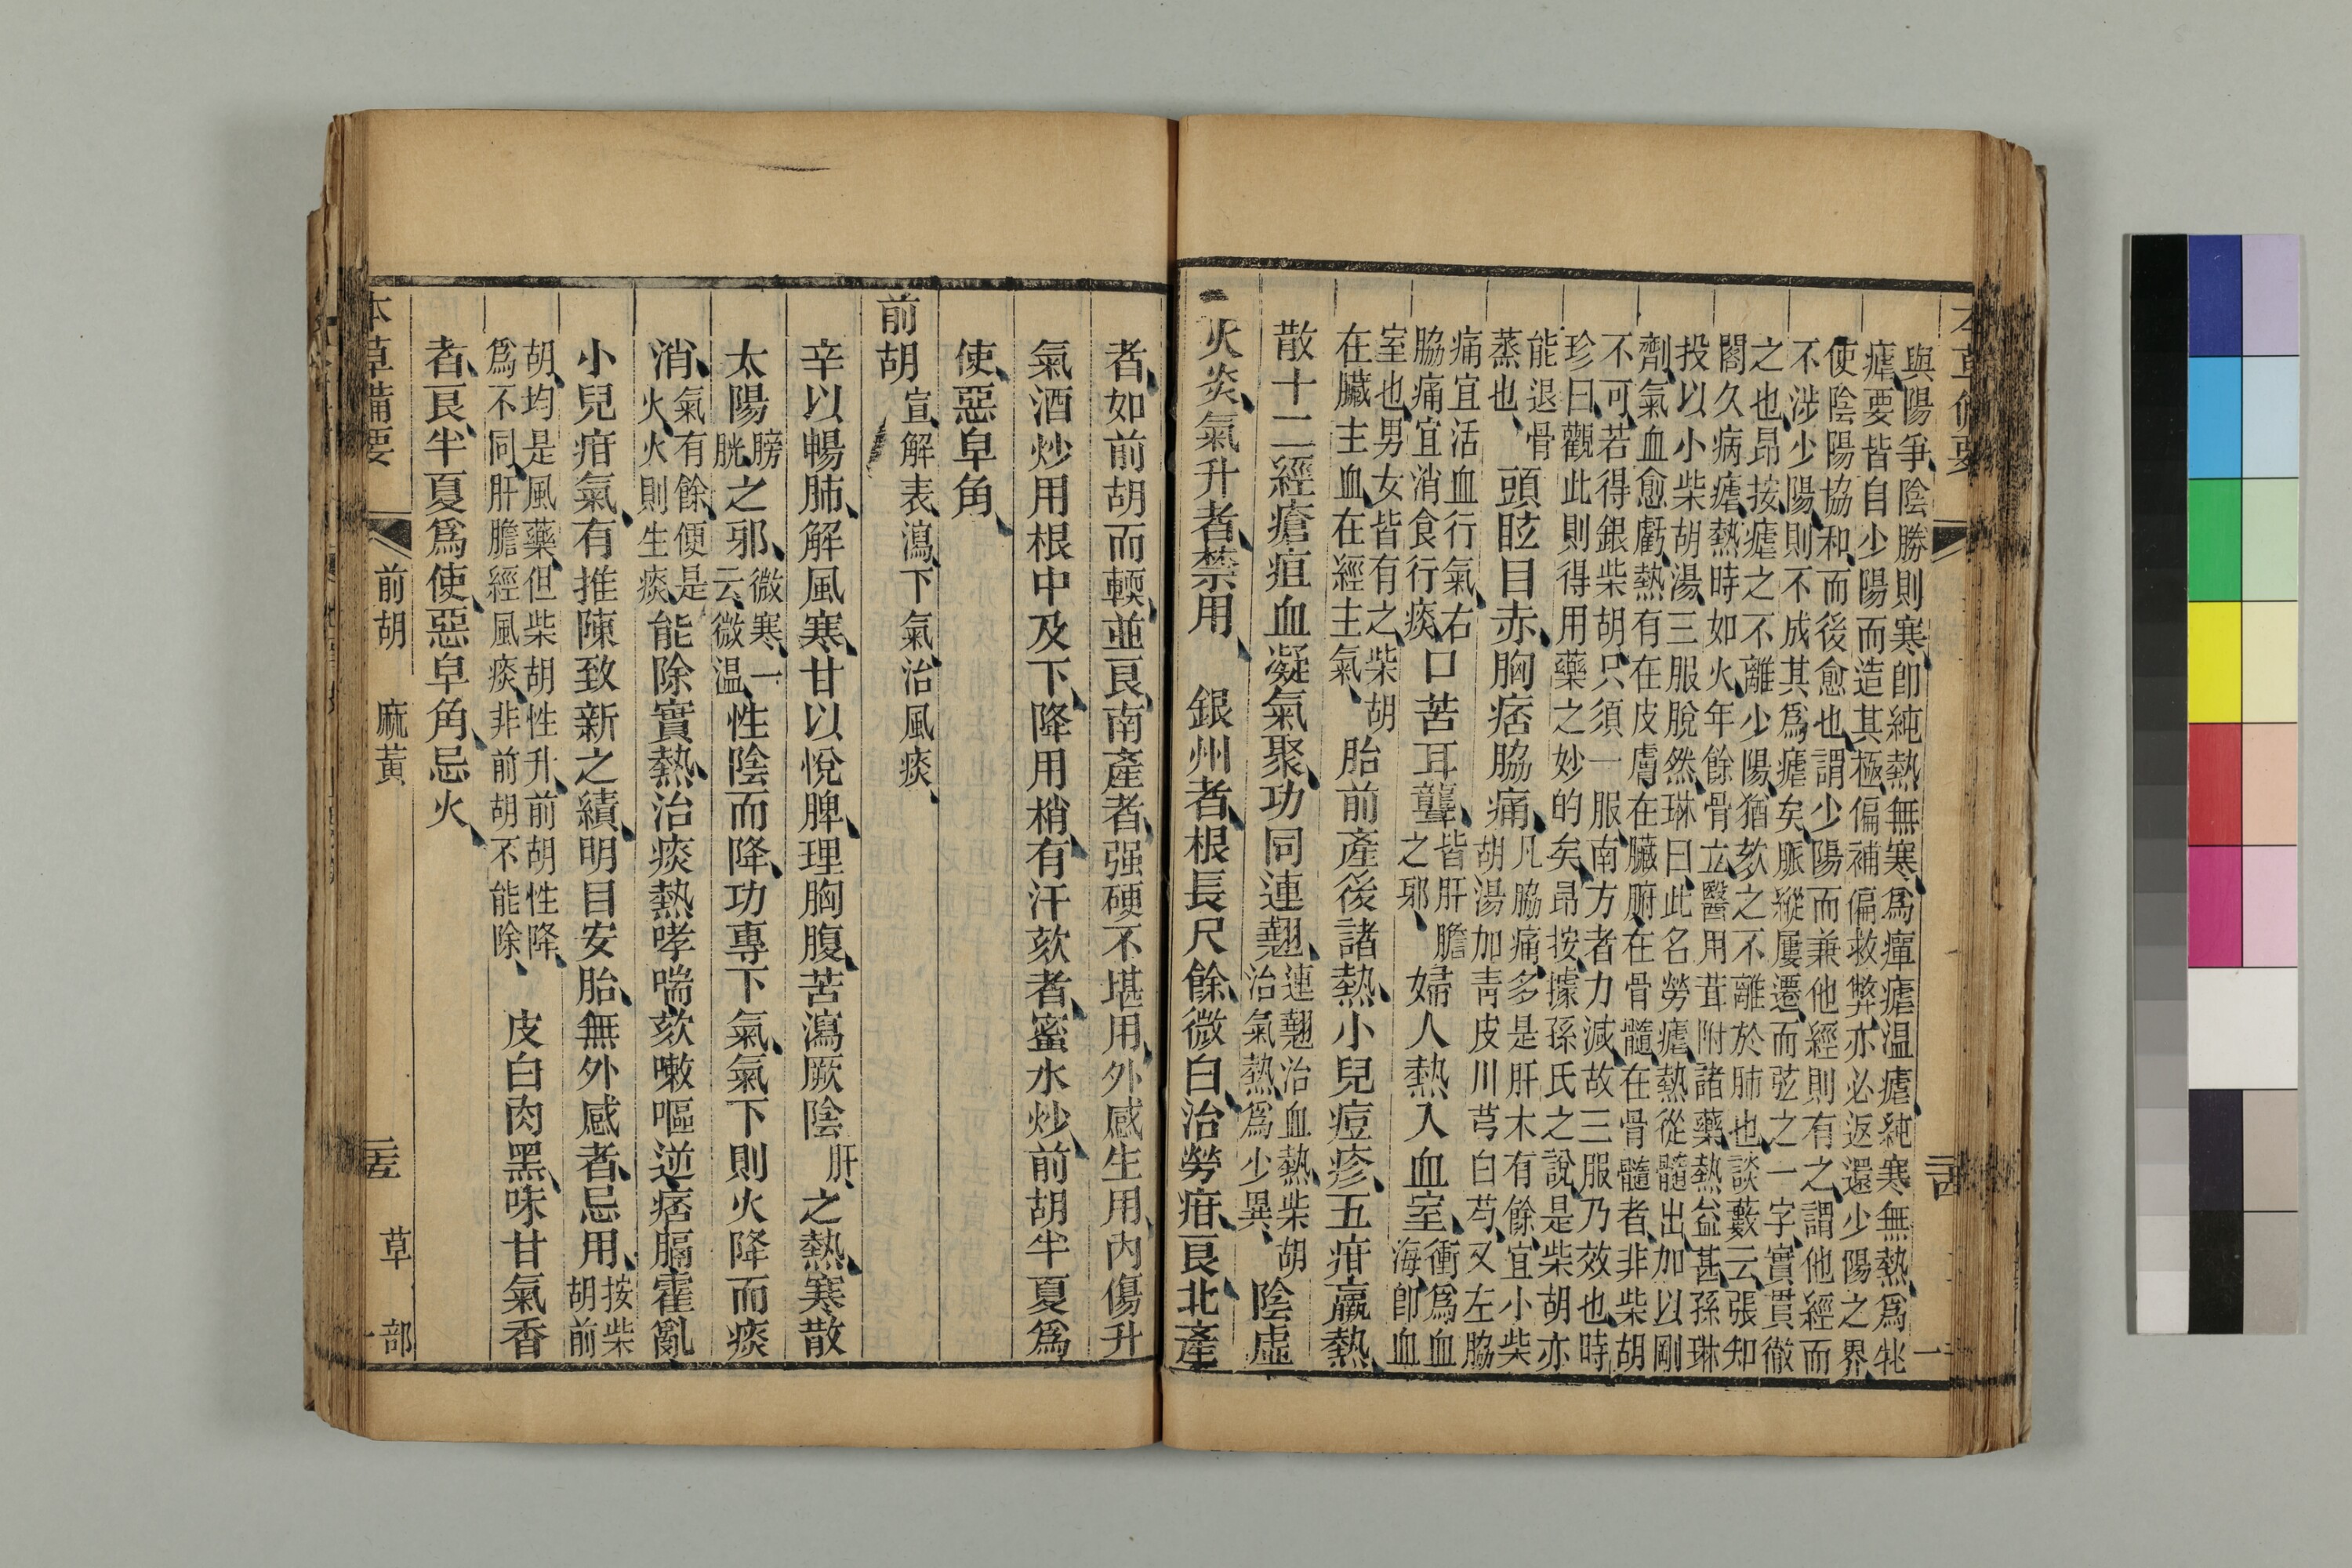 本草備要
與陽爭陰勝則寒卽純熱無寒爲癉瘧温瘧純寒無熱爲牝
瘧要皆自少陽而造其極偏補偏救弊亦必返還少陽之界
使陰陽協和而後愈也謂少陽而兼他經則有之謂他經而
不涉少陽則不成其爲瘧矣脈縱屢遷而弦之一字實貫徹
之也昂按瘧之不離少陽猶欬之不離於肺也談藪云張知
閣久病瘧熱時如火年餘骨立醫用茸附諸藥熱益甚孫琳
投以小柴胡湯三服脫然琳曰此名勞瘧熱從髓出加以剛
劑氣血愈虧熱有在皮膚在臟腑在骨髓在骨髓者非柴胡
不可若得銀柴胡只須一服南方者力減故三服乃效也時
珍曰觀此則得用藥之妙的矣昂按據孫氏之說是柴胡亦
能退骨
蒸也
頭眩目赤胸痞脇痛
凡脇痛多是肝木有餘宜小柴
胡湯加靑皮川芎白芍又左脇
痛宜活血行氣右
脇痛宜消食行痰
口苦耳聾
皆肝膽
之邪
婦人熱入血室
衝爲血
海卽血
室也男女皆有之柴胡
在臟主血在經主氣
胎前產後諸熱小兒痘疹五疳羸熱
散十二經瘡疽血凝氣聚功同連翹
連翹治血熱柴胡
治氣熱爲少異
陰虛
火炎氣升者禁用　銀州者根長尺餘微白治勞疳良北產
二十四
者如前胡而輭並良南產者强硬不堪用外感生用內傷升
氣酒炒用根中及下降用梢有汗欬者蜜水炒前胡半夏爲
使惡皁角
前胡宣解表瀉下氣治風痰
辛以暢肺解風寒甘以悅脾理胸腹苦瀉厥陰肝之熱寒散
太陽
膀
胱
之邪
微寒一
云微温
性陰而降功專下氣氣下則火降而痰
消
氣有餘便是
火火則生痰
能除實熱治痰熱哮喘欬嗽嘔逆痞膈霍亂
小兒疳氣有推陳致新之績明目安胎無外感者忌用
按柴
胡前
胡均是風藥但柴胡性升前胡性降
爲不同肝膽經風痰非前胡不能除
皮白肉黑味甘氣香
者良半夏爲使惡皁角忌火
本草備要　前胡　麻黃　二十五　草部